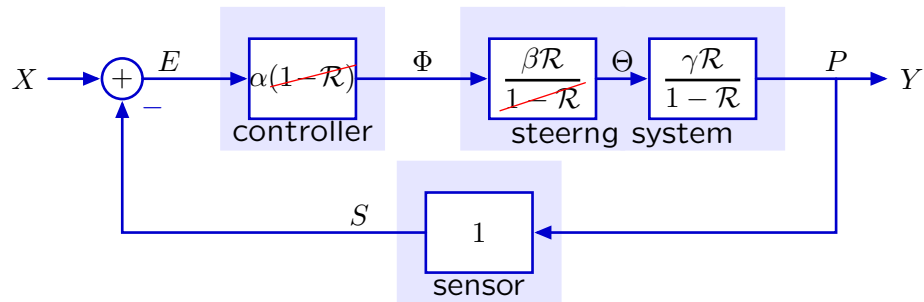 X + E α(1−ℛ) Φ βℛ/(1−ℛ) Θ γℛ/(1−ℛ) P Y
−
controller steerng system
S 1
sensor